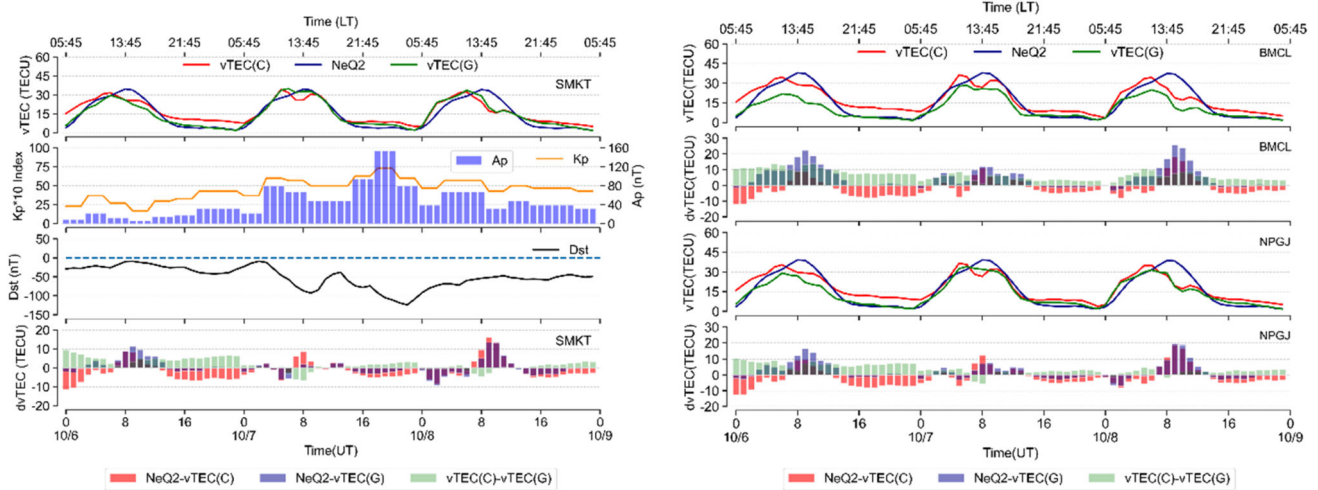 Time (LT)
05:45 13:45 21:45 05:45 13:45 21:45 05:45 13:45 21:45 05:45
60
45
30
15
0
vTEC (TECU)
vTEC(C) NeQ2 vTEC(G)
SMKT
100
75
50
25
0
Kp*10 Index
Ap Kp
160
120
80
40
0
Ap (nT)
50
0
-50
-100
-150
Dst (nT)
Dst
20
10
0
-10
-20
dvTEC (TECU)
SMKT
0 8 16 0 8 16 0 8 16 0
10/6 10/7 10/8 10/9
Time(UT)
NeQ2-vTEC(C) NeQ2-vTEC(G) vTEC(C)-vTEC(G)
Time (LT)
05:45 13:45 21:45 05:45 13:45 21:45 05:45 13:45 21:45 05:45
60
45
30
15
0
vTEC(TECU)
vTEC(C) NeQ2 vTEC(G)
BMCL
30
20
10
0
-10
-20
dvTEC(TECU)
BMCL
60
45
30
15
0
vTEC(TECU)
NPGJ
30
20
10
0
-10
-20
dvTEC(TECU)
NPGJ
0 8 16 0 8 16 0 8 16 0
10/6 10/7 10/8 10/9
Time(UT)
NeQ2-vTEC(C) NeQ2-vTEC(G) vTEC(C)-vTEC(G)